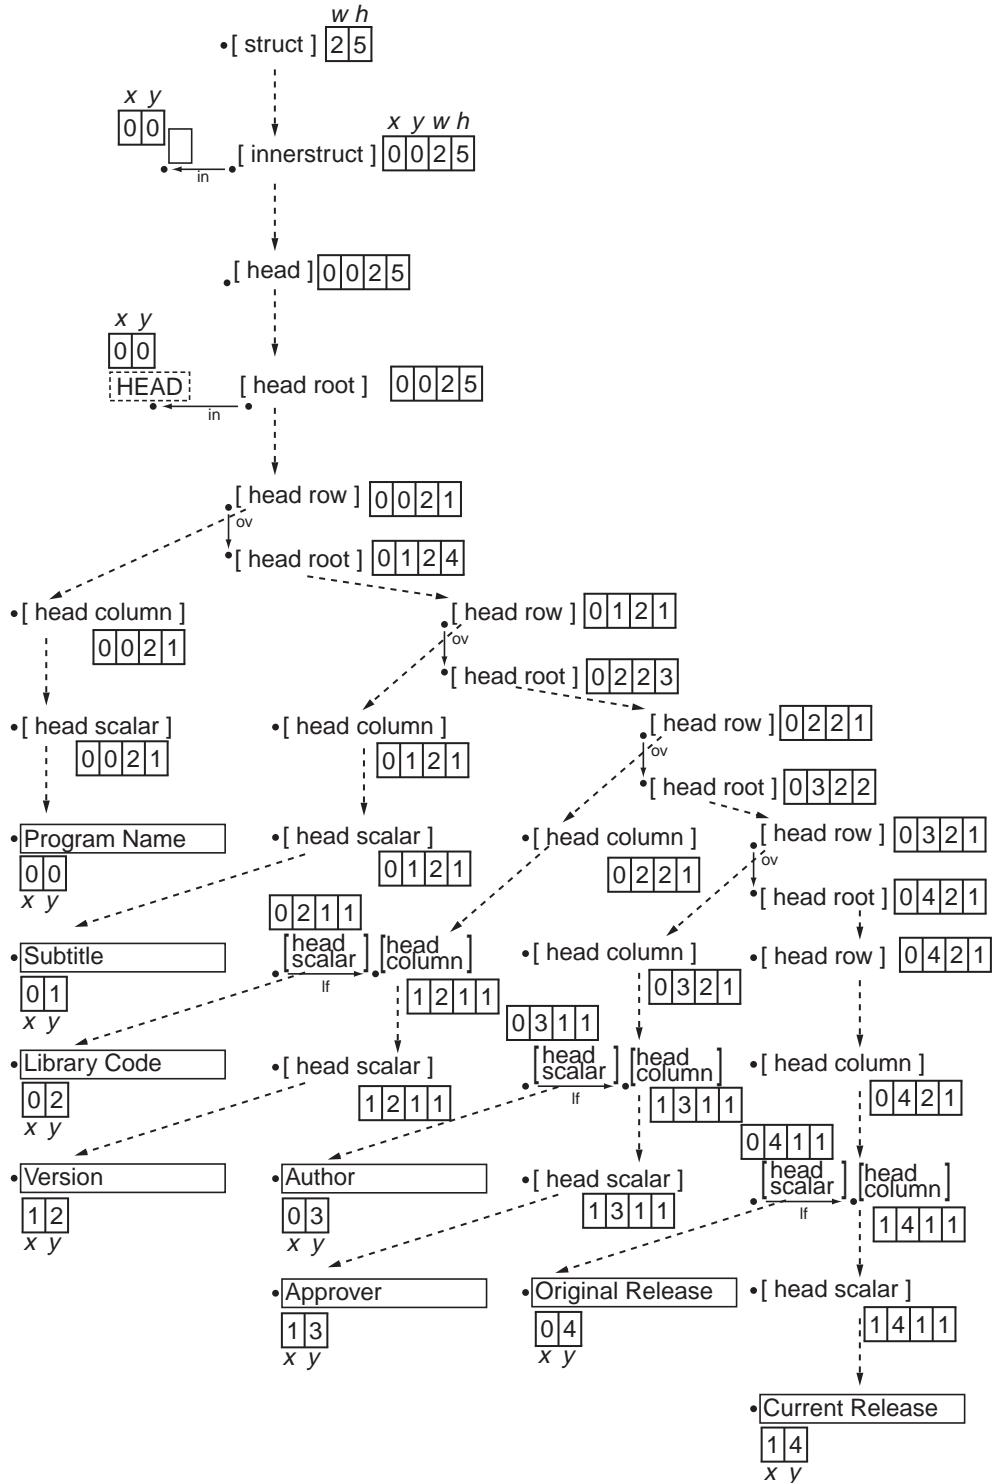 w h
[ struct ] 2 5
x y
0 0
x y w h
[ innerstruct ] 0 0 2 5
in
[ head ] 0 0 2 5
x y
0 0
HEAD
[ head root ] 0 0 2 5
in
[ head row ] 0 0 2 1
ov
[ head root ] 0 1 2 4
[ head column ]
0 0 2 1
[ head row ] 0 1 2 1
ov
[ head root ] 0 2 2 3
[ head scalar ]
0 0 2 1
[ head column ]
0 1 2 1
[ head row ] 0 2 2 1
ov
[ head root ] 0 3 2 2
Program Name
0 0
x y
[ head scalar ]
0 1 2 1
[ head column ]
0 2 2 1
[ head row ] 0 3 2 1
ov
[ head root ] 0 4 2 1
Subtitle
0 1
x y
0 2 1 1
[ head scalar ]
lf
[ head column ]
1 2 1 1
[ head column ]
0 3 2 1
[ head row ] 0 4 2 1
Library Code
0 2
x y
[ head scalar ]
1 2 1 1
0 3 1 1
[ head scalar ]
lf
[ head column ]
1 3 1 1
[ head column ]
0 4 2 1
Version
1 2
x y
Author
0 3
x y
[ head scalar ]
1 3 1 1
0 4 1 1
[ head scalar ]
lf
[ head column ]
1 4 1 1
Approver
1 3
x y
Original Release
0 4
x y
[ head scalar ]
1 4 1 1
Current Release
1 4
x y